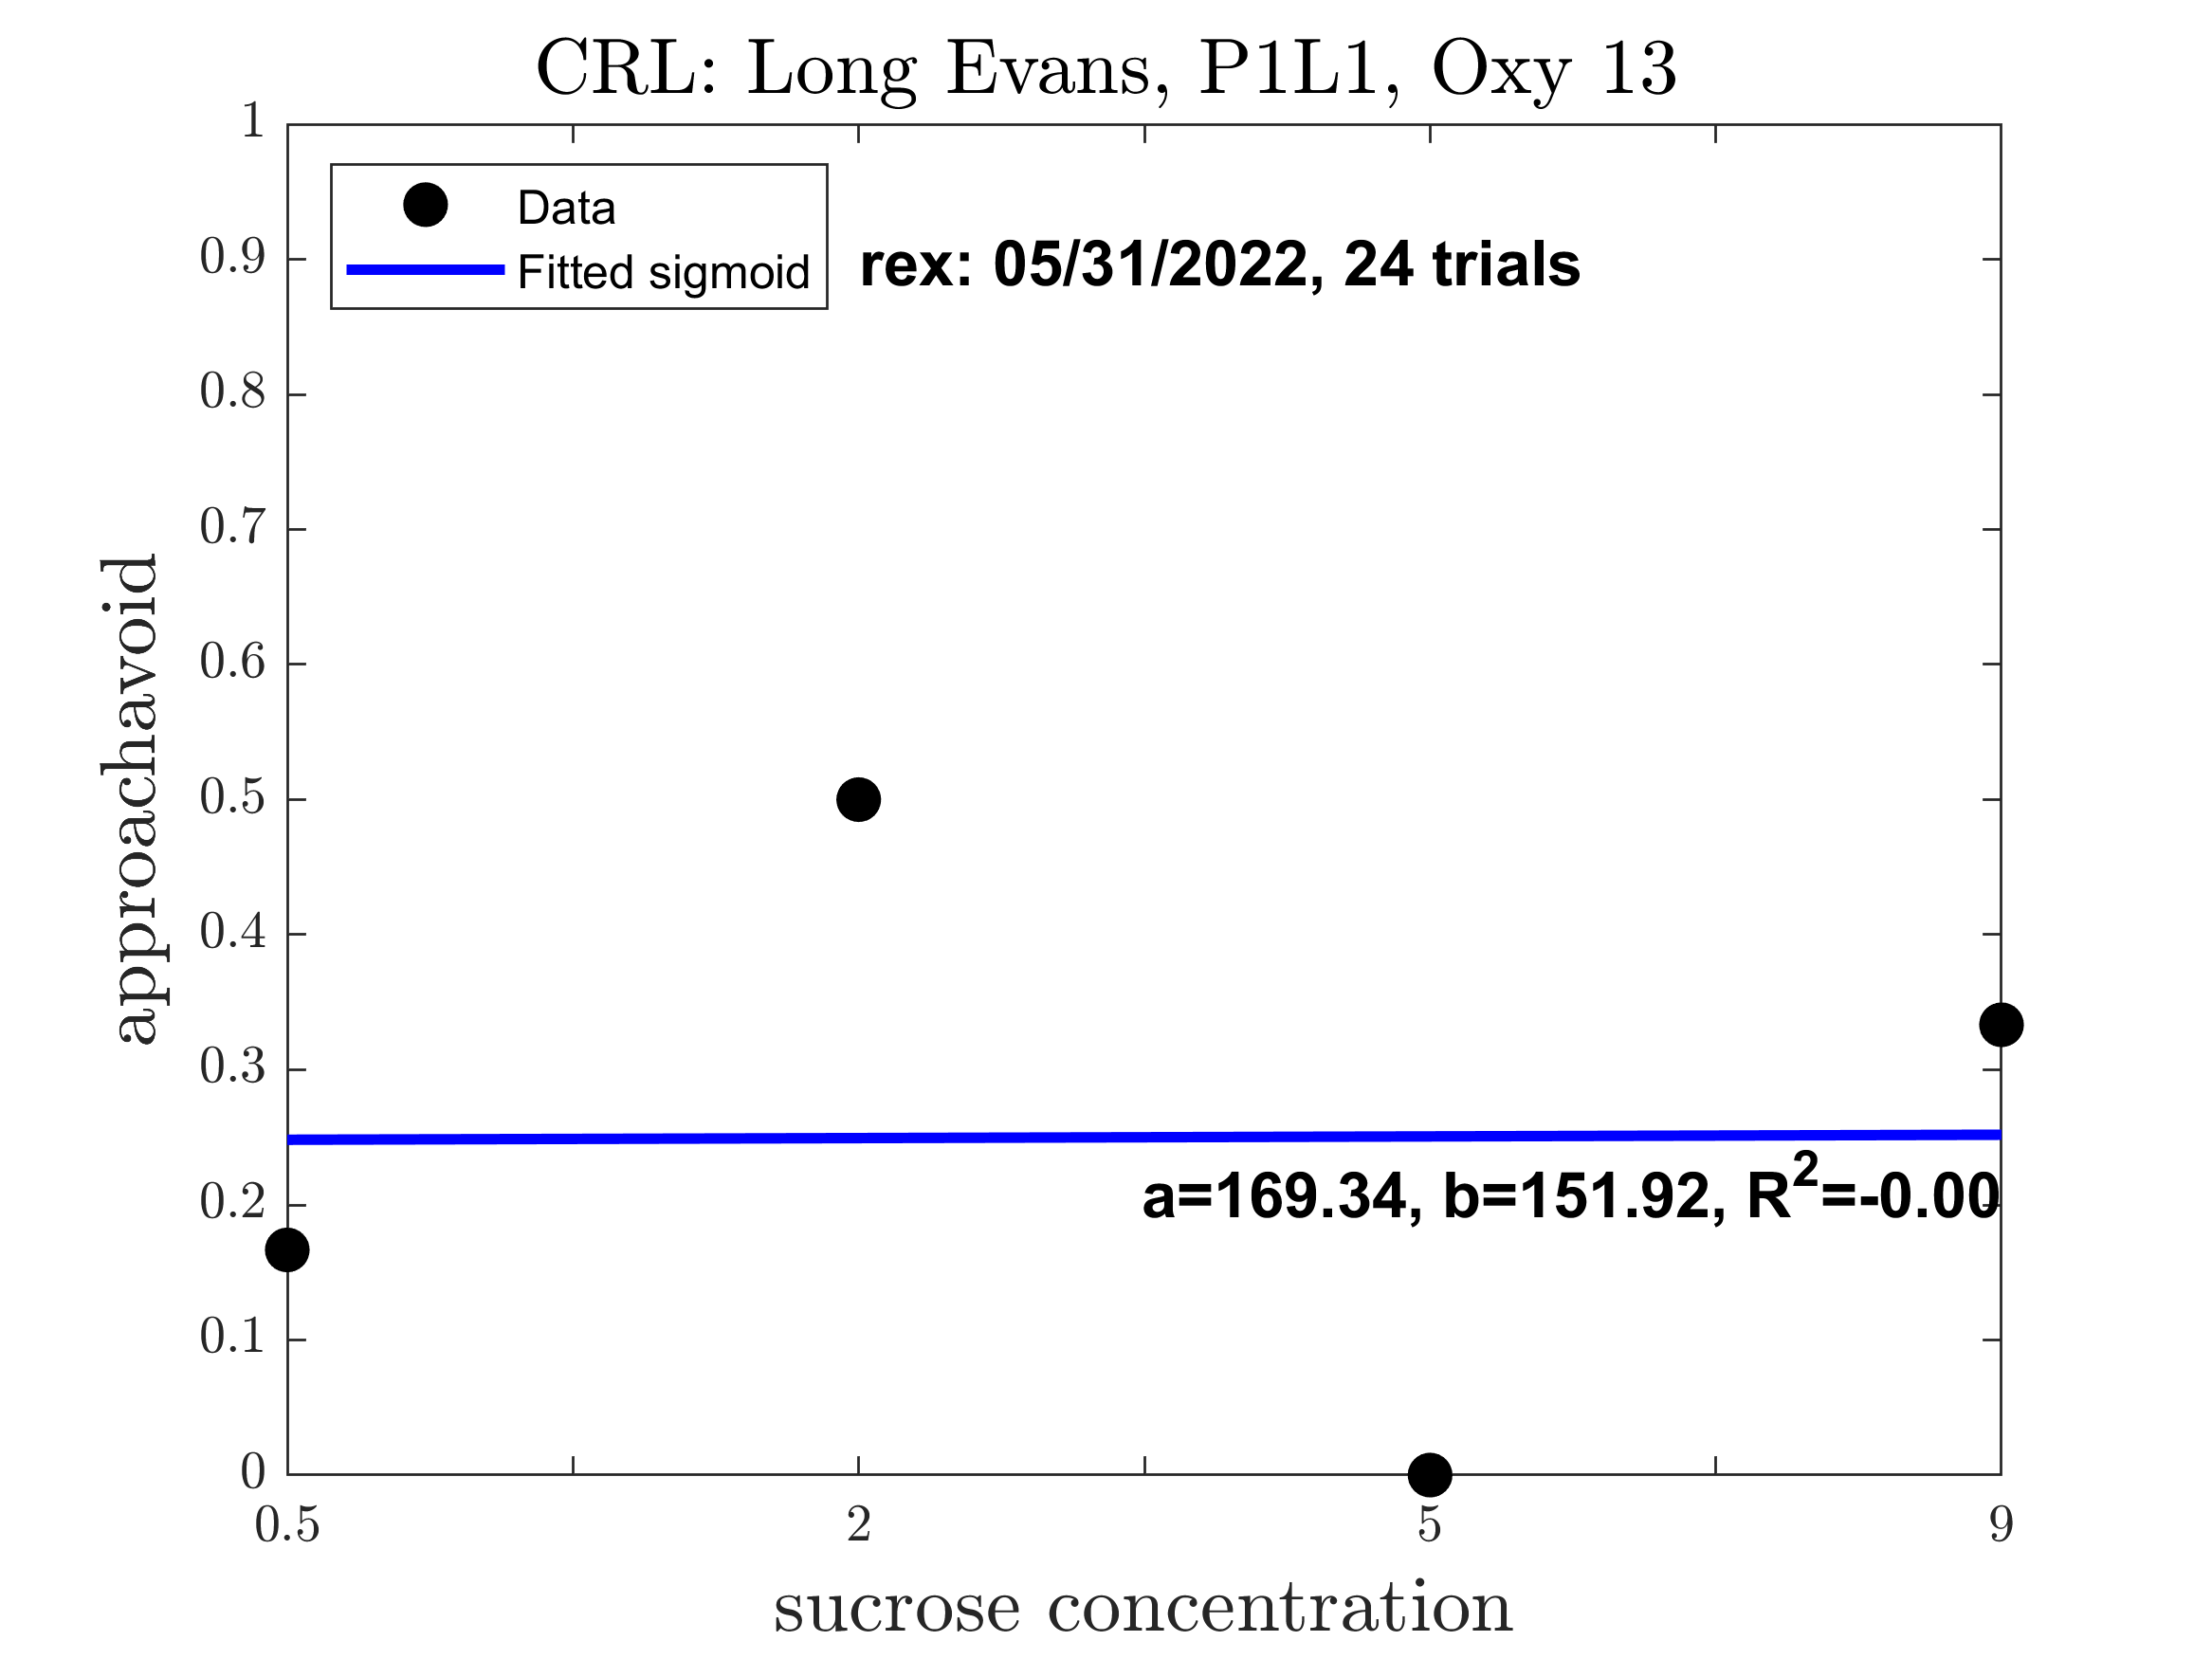 CRL: Long Evans, P1L1, Oxy 13
1
0.9
0.8
0.7
0.6
0.5
0.4
0.3
0.2
0.1
0
approachavoid
Data
Fitted sigmoid
rex: 05/31/2022, 24 trials
a=169.34, b=151.92, R²=-0.00
0.5 2 5 9
sucrose concentration